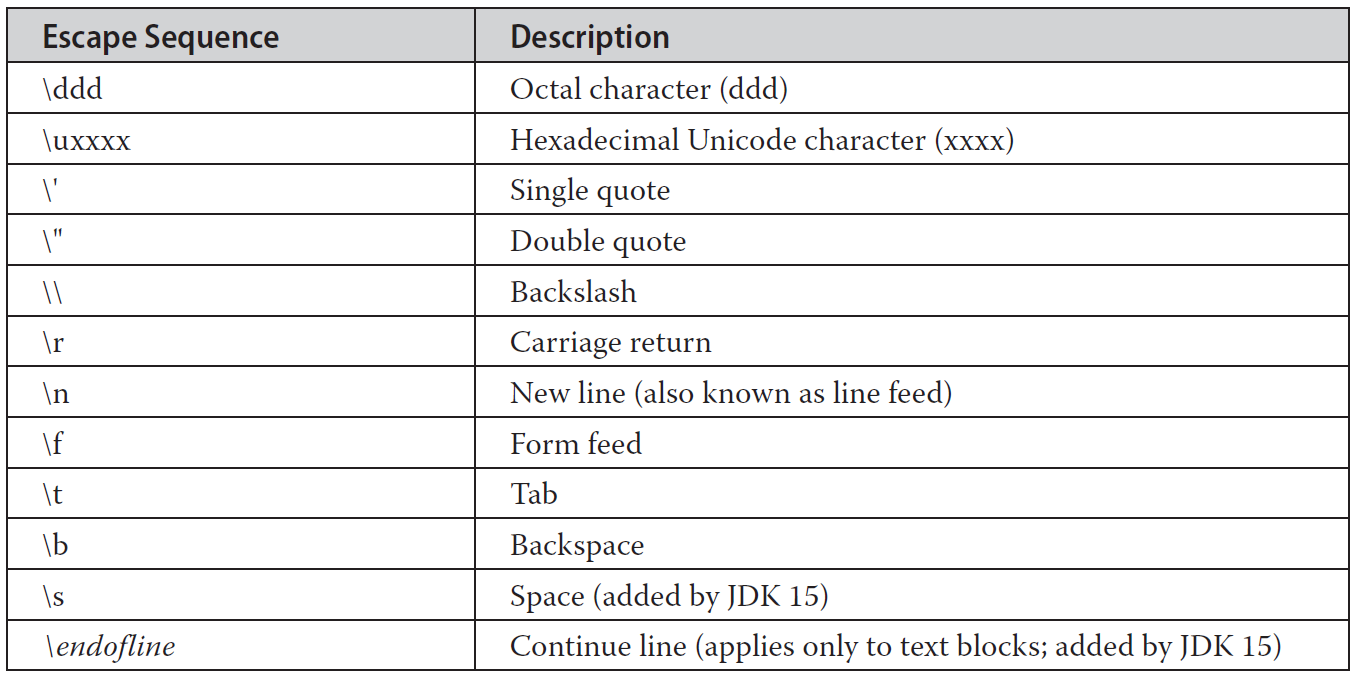 Escape Sequence Description
\ddd Octal character (ddd)
\uxxxx Hexadecimal Unicode character (xxxx)
\' Single quote
\" Double quote
\\ Backslash
\r Carriage return
\n New line (also known as line feed)
\f Form feed
\t Tab
\b Backspace
\s Space (added by JDK 15)
\endofline Continue line (applies only to text blocks; added by JDK 15)